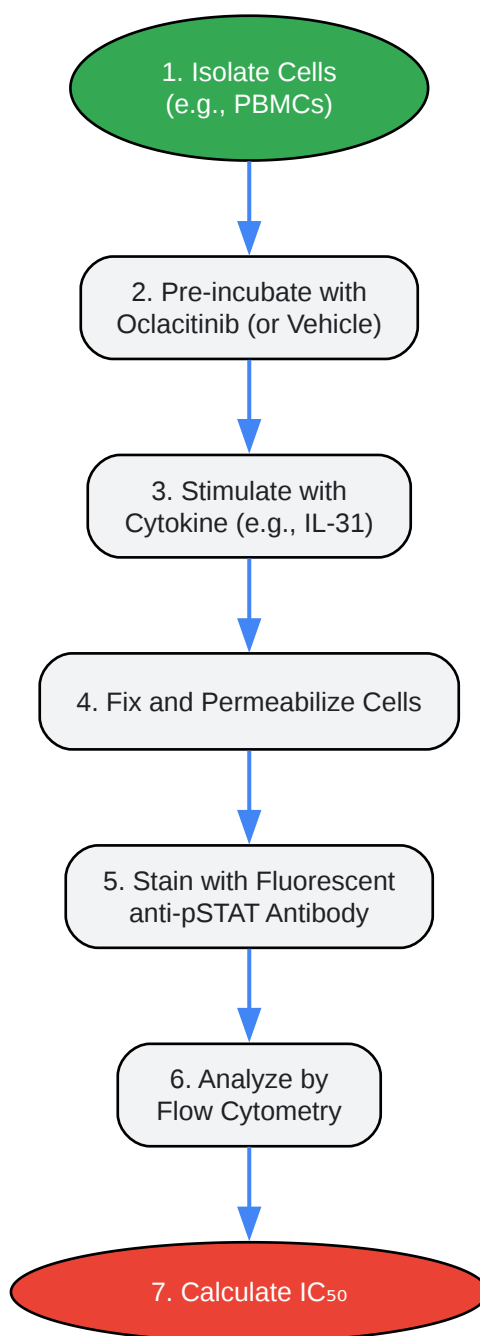 1. Isolate Cells
(e.g., PBMCs)
2. Pre-incubate with
Oclacitinib (or Vehicle)
3. Stimulate with
Cytokine (e.g., IL-31)
4. Fix and Permeabilize Cells
5. Stain with Fluorescent
anti-pSTAT Antibody
6. Analyze by
Flow Cytometry
7. Calculate IC₅₀